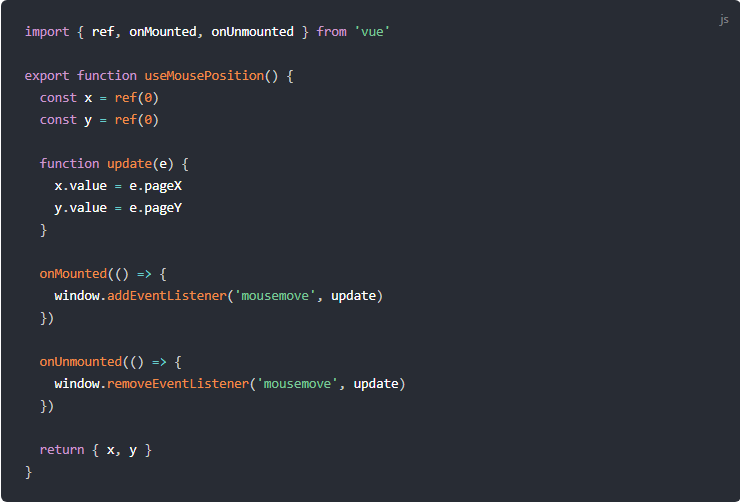 js
import { ref, onMounted, onUnmounted } from 'vue'

export function useMousePosition() {
  const x = ref(0)
  const y = ref(0)

  function update(e) {
    x.value = e.pageX
    y.value = e.pageY
  }

  onMounted(() => {
    window.addEventListener('mousemove', update)
  })

  onUnmounted(() => {
    window.removeEventListener('mousemove', update)
  })

  return { x, y }
}